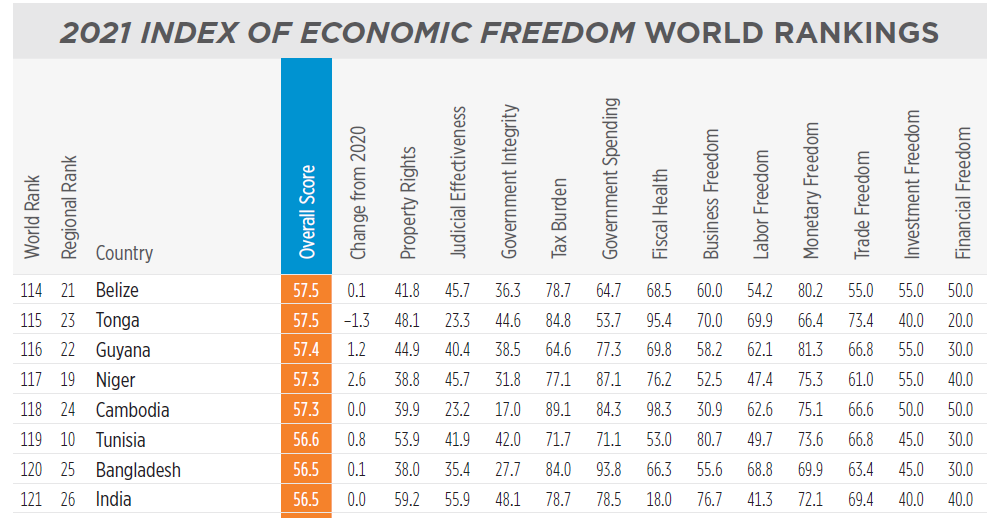 2021 INDEX OF ECONOMIC FREEDOM WORLD RANKINGS
World Rank Regional Rank Country Overall Score Change from 2020 Property Rights Judicial Effectiveness Government Integrity Tax Burden Government Spending Fiscal Health Business Freedom Labor Freedom Monetary Freedom Trade Freedom Investment Freedom Financial Freedom
114 21 Belize 57.5 0.1 41.8 45.7 36.3 78.7 64.7 68.5 60.0 54.2 80.2 55.0 55.0 50.0
115 23 Tonga 57.5 –1.3 48.1 23.3 44.6 84.8 53.7 95.4 70.0 69.9 66.4 73.4 40.0 20.0
116 22 Guyana 57.4 1.2 44.9 40.4 38.5 64.6 77.3 69.8 58.2 62.1 81.3 66.8 55.0 30.0
117 19 Niger 57.3 2.6 38.8 45.7 31.8 77.1 87.1 76.2 52.5 47.4 75.3 61.0 55.0 40.0
118 24 Cambodia 57.3 0.0 39.9 23.2 17.0 89.1 84.3 98.3 30.9 62.6 75.1 66.6 50.0 50.0
119 10 Tunisia 56.6 0.8 53.9 41.9 42.0 71.7 71.1 53.0 80.7 49.7 73.6 66.8 45.0 30.0
120 25 Bangladesh 56.5 0.1 38.0 35.4 27.7 84.0 93.8 66.3 55.6 68.8 69.9 63.4 45.0 30.0
121 26 India 56.5 0.0 59.2 55.9 48.1 78.7 78.5 18.0 76.7 41.3 72.1 69.4 40.0 40.0